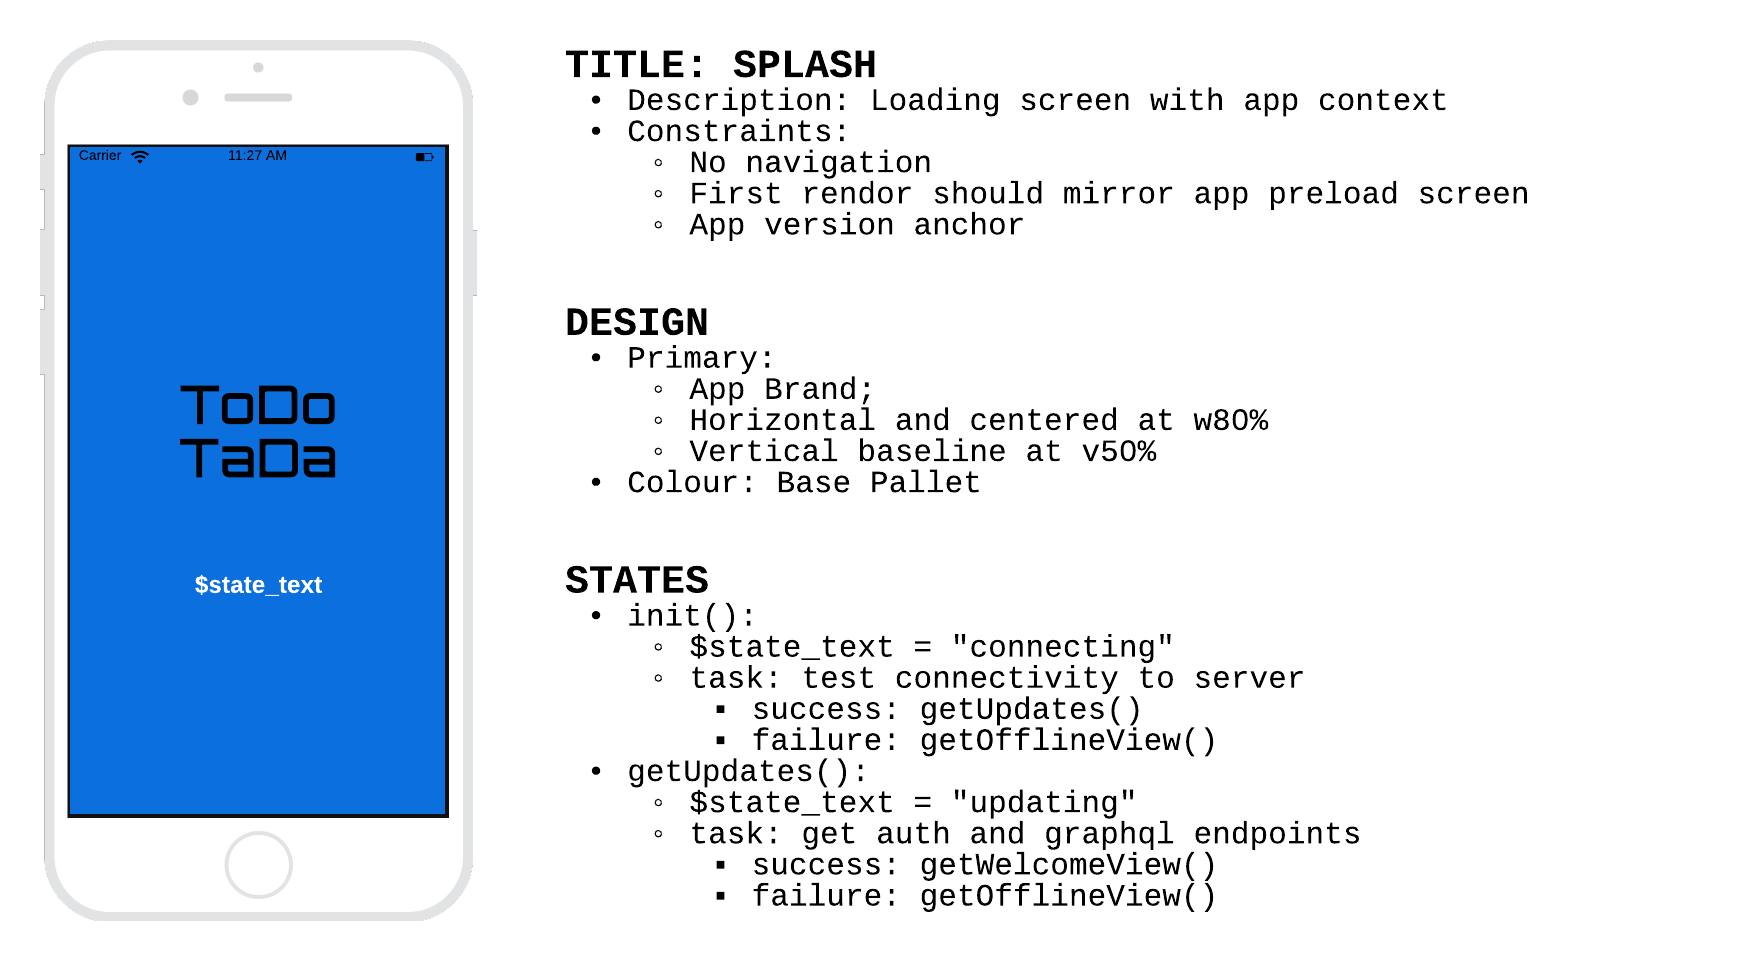 Carrier 11:27 AM
ToDo
TaDa
$state_text
TITLE: SPLASH
• Description: Loading screen with app context
• Constraints:
◦ No navigation
◦ First rendor should mirror app preload screen
◦ App version anchor
DESIGN
• Primary:
◦ App Brand;
◦ Horizontal and centered at w80%
◦ Vertical baseline at v50%
• Colour: Base Pallet
STATES
• init():
◦ $state_text = "connecting"
◦ task: test connectivity to server
▪ success: getUpdates()
▪ failure: getOfflineView()
• getUpdates():
◦ $state_text = "updating"
◦ task: get auth and graphql endpoints
▪ success: getWelcomeView()
▪ failure: getOfflineView()